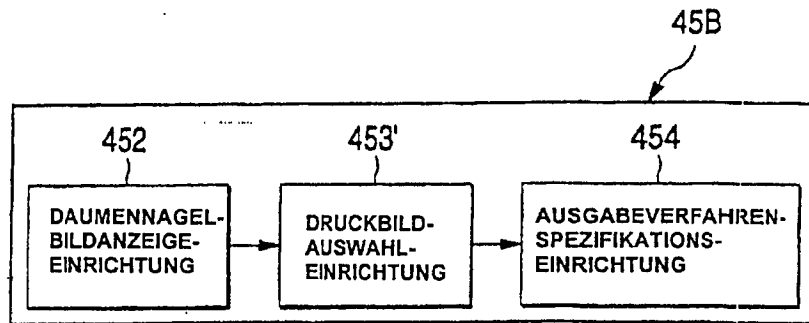 45B
452
453'
454
DAUMENNAGEL-
BILDANZEIGE-
EINRICHTUNG
DRUCKBILD-
AUSWAHL-
EINRICHTUNG
AUSGABEVERFAHREN-
SPEZIFIKATIONS-
EINRICHTUNG